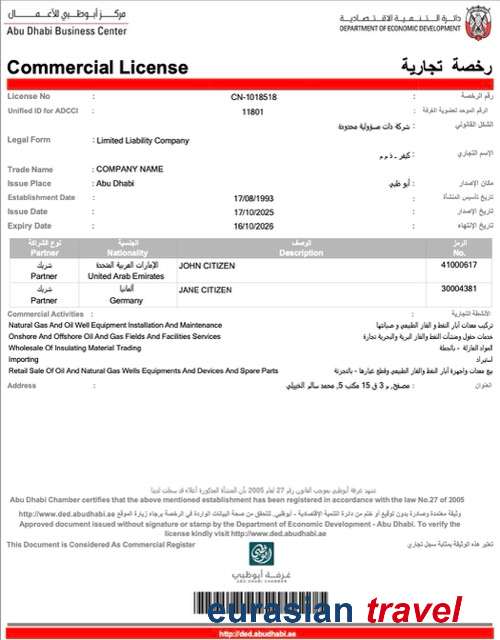 مركز أبوظبي للأعمال
Abu Dhabi Business Center
دائرة التنمية الاقتصادية
DEPARTMENT OF ECONOMIC DEVELOPMENT
Commercial License رخصة تجارية
License No : CN-1018518 : رقم الرخصة
Unified ID for ADCCI : 11801 : الرقم الموحد لعضوية الغرفة
شركة ذات مسؤولية محدودة : الشكل القانوني
Legal Form : Limited Liability Company
كيفر - ذ م م : الإسم التجاري
Trade Name : COMPANY NAME
Issue Place : Abu Dhabi أبو ظبي : مكان الإصدار
Establishment Date : 17/08/1993 : تاريخ تأسيس المنشأة
Issue Date : 17/10/2025 : تاريخ الإصدار
Expiry Date : 16/10/2026 : تاريخ الإنتهاء
نوع الشراكة الجنسية الوصف الرمز
Partner Nationality Description No.
شريك الإمارات العربية المتحدة JOHN CITIZEN 41000617
Partner United Arab Emirates
شريك ألمانيا JANE CITIZEN 30004381
Partner Germany
Commercial Activities : الأنشطة التجارية :
Natural Gas And Oil Well Equipment Installation And Maintenance تركيب معدات آبار النفط و الغاز الطبيعي و صيانتها
Onshore And Offshore Oil And Gas Fields And Facilities Services خدمات حقول ومنشآت النفط والغاز البرية والبحرية تجارة
Wholesale Of Insulating Material Trading المواد العازلة - بالجملة
Importing استيراد
Retail Sale Of Oil And Natural Gas Wells Equipments And Devices And Spare Parts بيع معدات واجهزة آبار النفط والغاز الطبيعي وقطع غيارها - بالتجزئة
Address : مصفح, م 3 ق 15 مكتب 5, محمد سالم الخييلي : العنوان
تشهد غرفة أبوظبي بموجب القانون رقم 27 لعام 2005 بأن المنشأة المذكورة أعلاه قد سجلت لديها
Abu Dhabi Chamber certifies that the above mentioned establishment has been registered in accordance with the law No.27 of 2005
وثيقة معتمدة وصادرة بدون توقيع أو ختم من دائرة التنمية الإقتصادية - أبوظبي. للتحقق من صحة البيانات الواردة في الرخصة برجاء زيارة الموقع http://www.ded.abudhabi.ae
Approved document issued without signature or stamp by the Department of Economic Development - Abu Dhabi. To verify the
license kindly visit http://www.ded.abudhabi.ae
This Document is Considered As Commercial Register تعتبر هذه الوثيقة بمثابة سجل تجاري
غرفة أبوظبي
eurasian travel
http://ded.abudhabi.ae